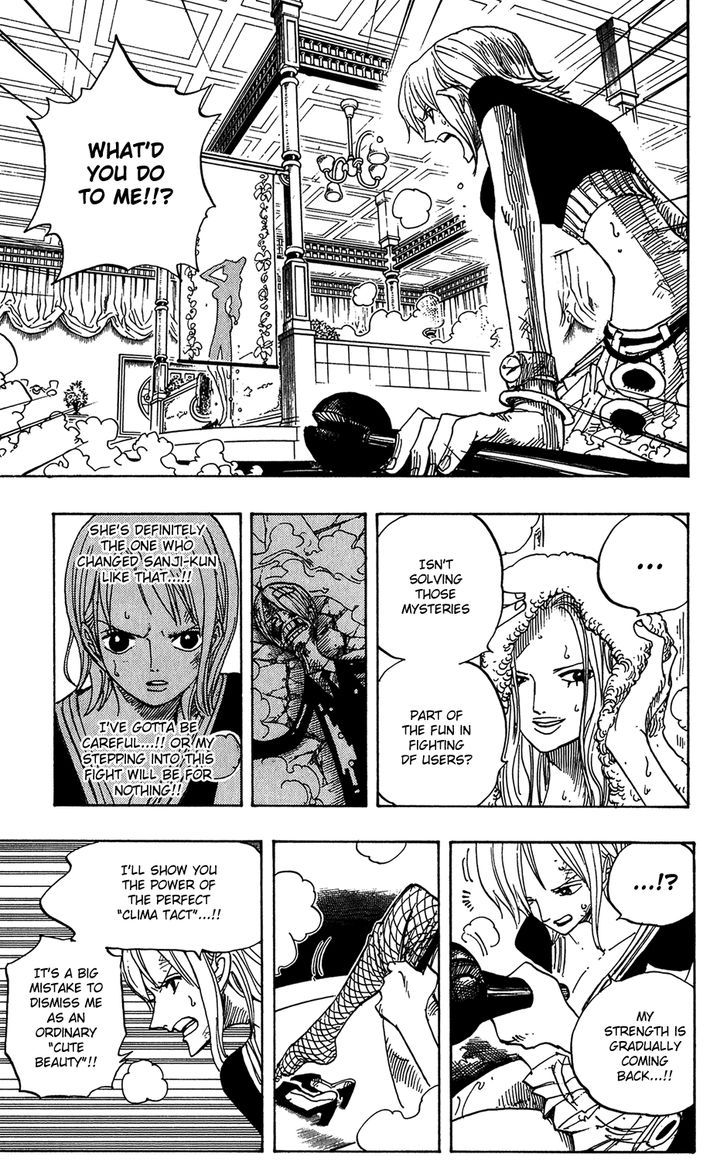 WHAT'D
YOU DO
TO ME!!?
...
ISN'T
SOLVING
THOSE
MYSTERIES
PART OF
THE FUN IN
FIGHTING
DF USERS?
SHE'S DEFINITELY
THE ONE WHO
CHANGED SANJI-KUN
LIKE THAT...!!
I'VE GOTTA BE
CAREFUL...!! OR MY
STEPPING INTO THIS
FIGHT WILL BE FOR
NOTHING!!
...!?
MY
STRENGTH IS
GRADUALLY
COMING
BACK...!!
I'LL SHOW YOU
THE POWER OF
THE PERFECT
"CLIMA TACT"...!!
IT'S A BIG
MISTAKE TO
DISMISS ME
AS AN
ORDINARY
"CUTE
BEAUTY"!!